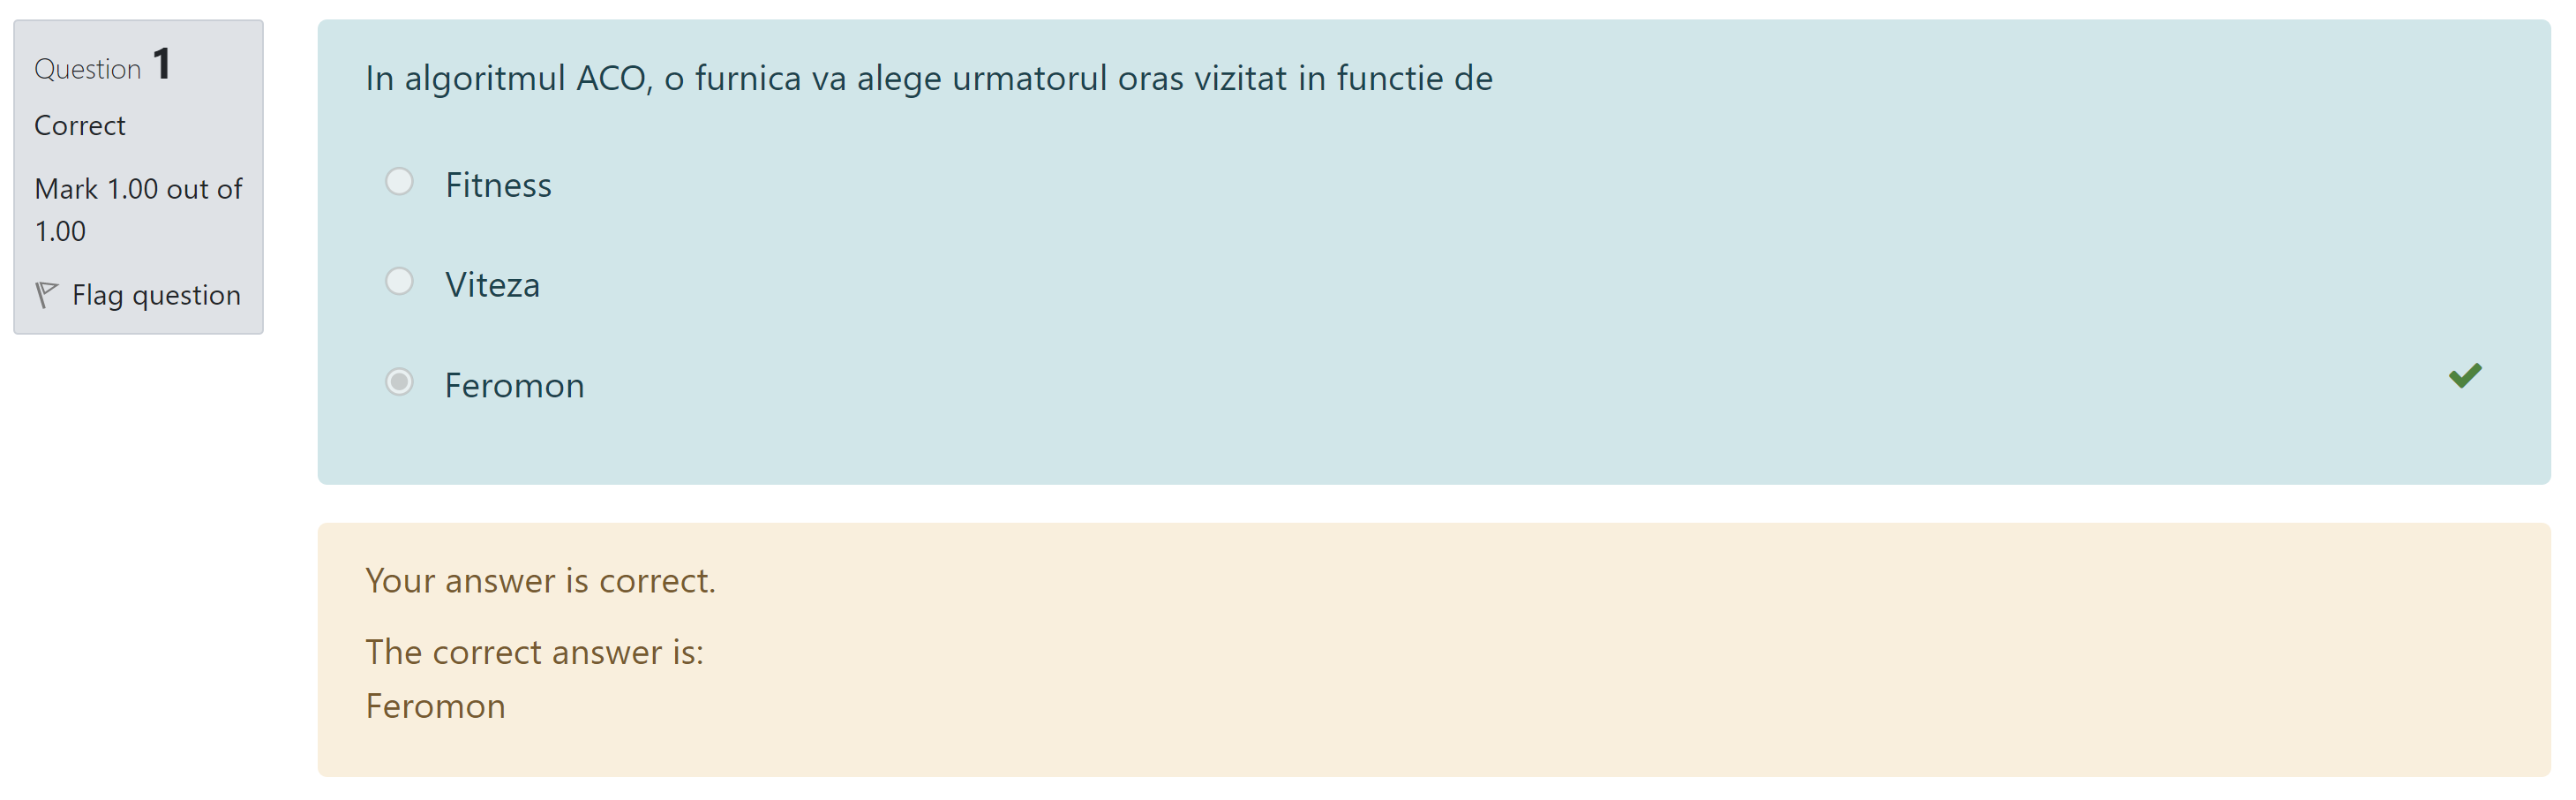 Question 1
Correct
Mark 1.00 out of
1.00
Flag question
In algoritmul ACO, o furnica va alege urmatorul oras vizitat in functie de
Fitness
Viteza
Feromon
Your answer is correct.
The correct answer is:
Feromon